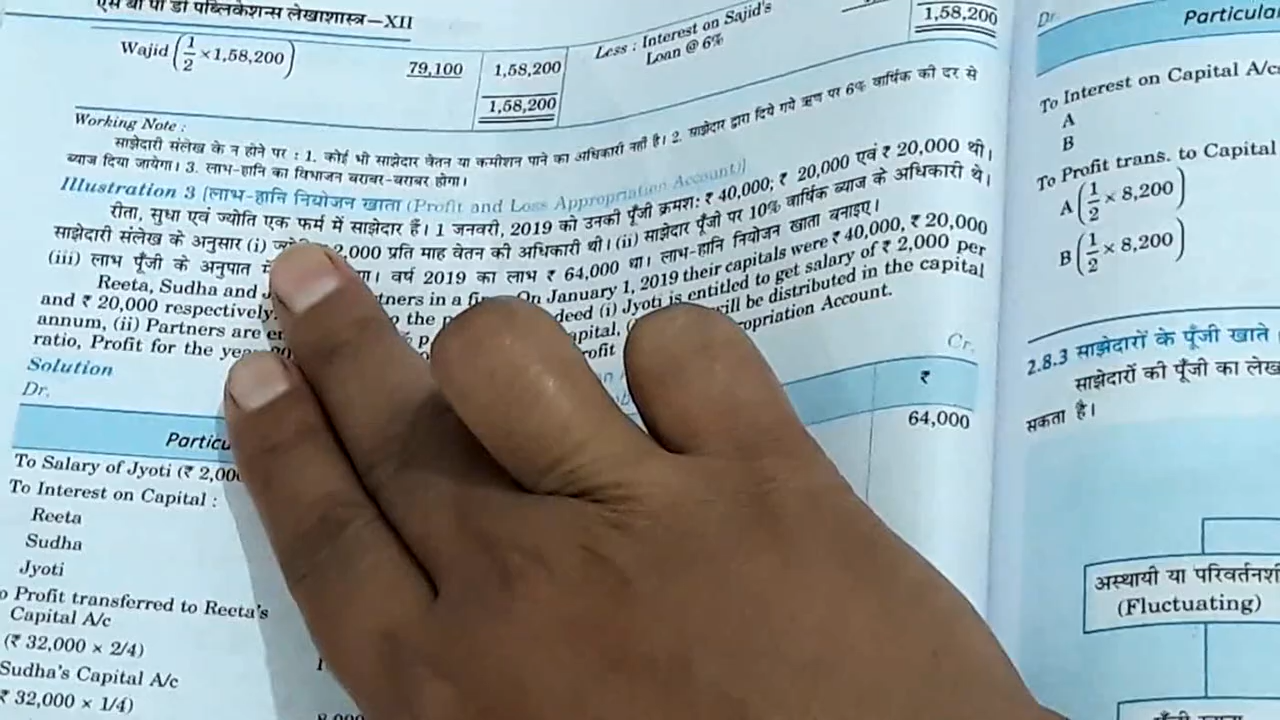 एस बी पी डी पब्लिकेशन्स लेखाशास्त्र—XII
Wajid (1/2 ×1,58,200)
79,100
1,58,200
1,58,200
Less : Interest on Sajid's
Loan @ 6%
1,58,200
Working Note :
साझेदारी संलेख के न होने पर : 1. कोई भी साझेदार वेतन या कमीशन पाने का अधिकारी नहीं है। 2. साझेदार द्वारा दिये गये ऋण पर 6% वार्षिक की दर से
ब्याज दिया जायेगा। 3. लाभ-हानि का विभाजन बराबर-बराबर होगा।
Illustration 3 [लाभ-हानि नियोजन खाता (Profit and Loss Appropriation Account)]
रीता, सुधा एवं ज्योति एक फर्म में साझेदार हैं। 1 जनवरी, 2019 को उनकी पूँजी क्रमशः ₹ 40,000; ₹ 20,000 एवं ₹ 20,000 थी।
साझेदारी संलेख के अनुसार (i) 2,000 प्रति माह वेतन की अधिकारी थी। (ii) साझेदार पूँजी पर 10% वार्षिक ब्याज के अधिकारी थे।
(iii) लाभ पूँजी के अनुपात में वर्ष 2019 का लाभ ₹ 64,000 था। लाभ-हानि नियोजन खाता बनाइए।
Reeta, Sudha and in a On January 1, 2019 their capitals were ₹ 40,000, ₹ 20,000
and ₹ 20,000 respectively. the deed (i) Jyoti is entitled to get salary of ₹ 2,000 per
annum, (ii) Partners are will be distributed in the capital
ratio, Profit for the Account.
Solution
Dr.
Cr.
₹
64,000
To Salary of Jyoti (₹
To Interest on Capital :
Reeta
Sudha
Jyoti
Profit transferred to Reeta's
Capital A/c
(₹ 32,000 × 2/4)
Sudha's Capital A/c
₹ 32,000 × 1/4)
8,000
Dr.
To Interest on Capital A/cs
A
B
To Profit trans. to Capital
A (1/2 × 8,200)
B (1/2 × 8,200)
2.8.3 साझेदारों के पूँजी खाते
साझेदारों की पूँजी का
सकता है।
अस्थायी या
(Fluctuating)